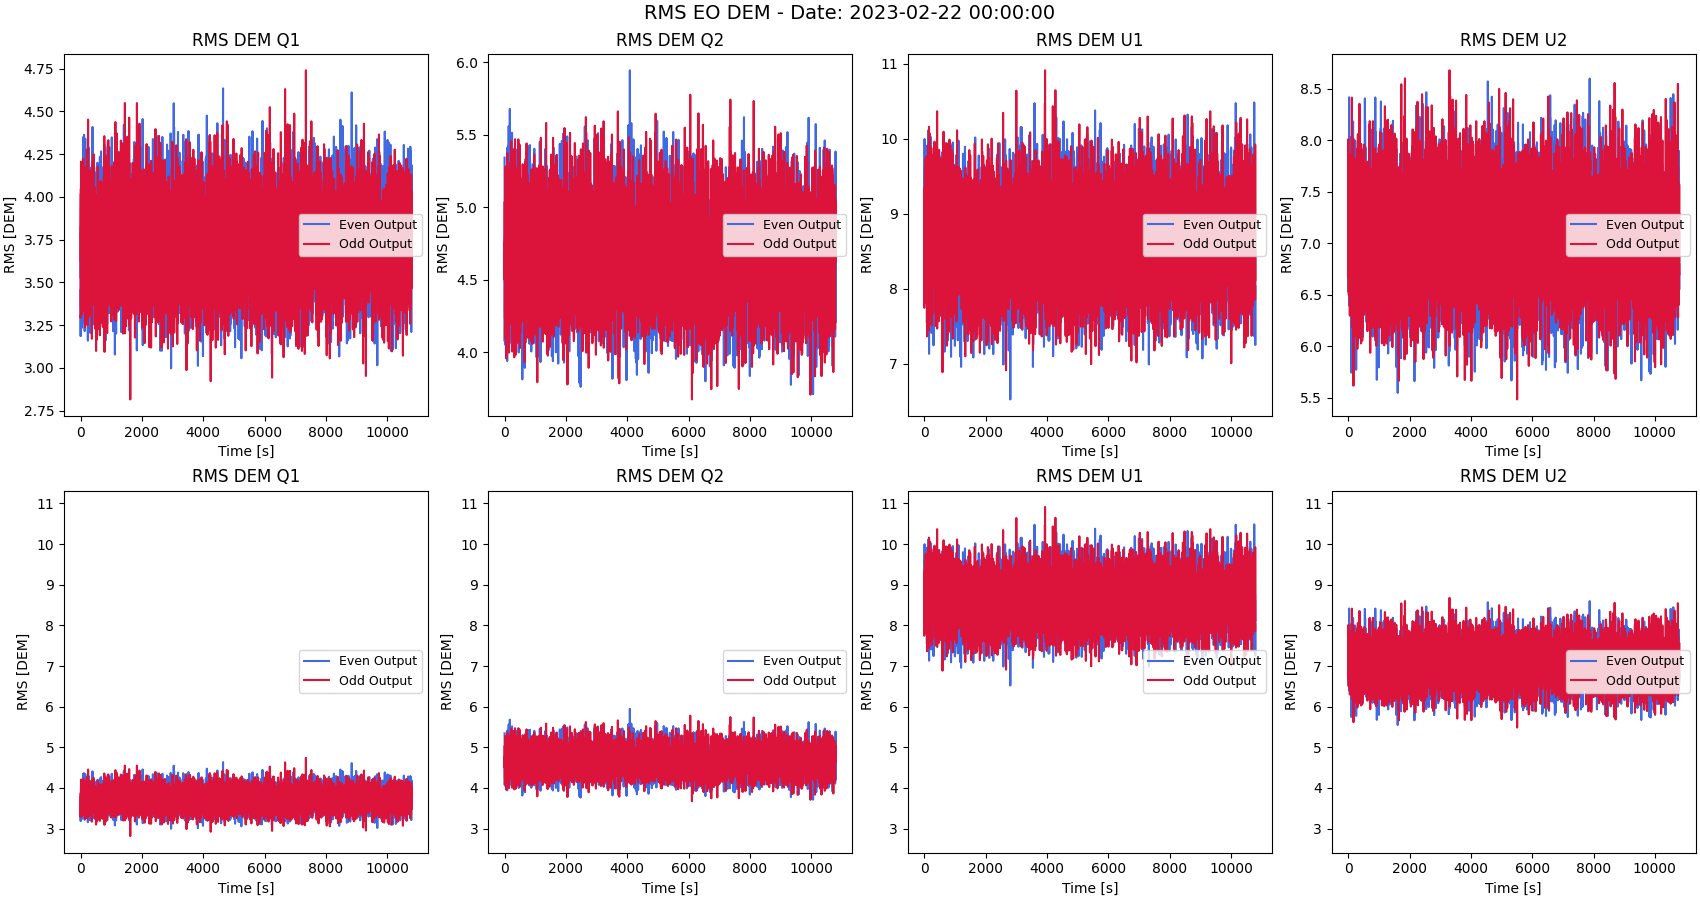 RMS EO DEM - Date: 2023-02-22 00:00:00
RMS DEM Q1
RMS [DEM]
4.75
4.50
4.25
4.00
3.75
3.50
3.25
3.00
2.75
Even Output
Odd Output
0 2000 4000 6000 8000 10000
Time [s]
RMS DEM Q2
RMS [DEM]
6.0
5.5
5.0
4.5
4.0
Even Output
Odd Output
0 2000 4000 6000 8000 10000
Time [s]
RMS DEM U1
RMS [DEM]
11
10
9
8
7
Even Output
Odd Output
0 2000 4000 6000 8000 10000
Time [s]
RMS DEM U2
RMS [DEM]
8.5
8.0
7.5
7.0
6.5
6.0
5.5
Even Output
Odd Output
0 2000 4000 6000 8000 10000
Time [s]
RMS DEM Q1
RMS [DEM]
11
10
9
8
7
6
5
4
3
Even Output
Odd Output
0 2000 4000 6000 8000 10000
Time [s]
RMS DEM Q2
RMS [DEM]
11
10
9
8
7
6
5
4
3
Even Output
Odd Output
0 2000 4000 6000 8000 10000
Time [s]
RMS DEM U1
RMS [DEM]
11
10
9
8
7
6
5
4
3
Even Output
Odd Output
0 2000 4000 6000 8000 10000
Time [s]
RMS DEM U2
RMS [DEM]
11
10
9
8
7
6
5
4
3
Even Output
Odd Output
0 2000 4000 6000 8000 10000
Time [s]